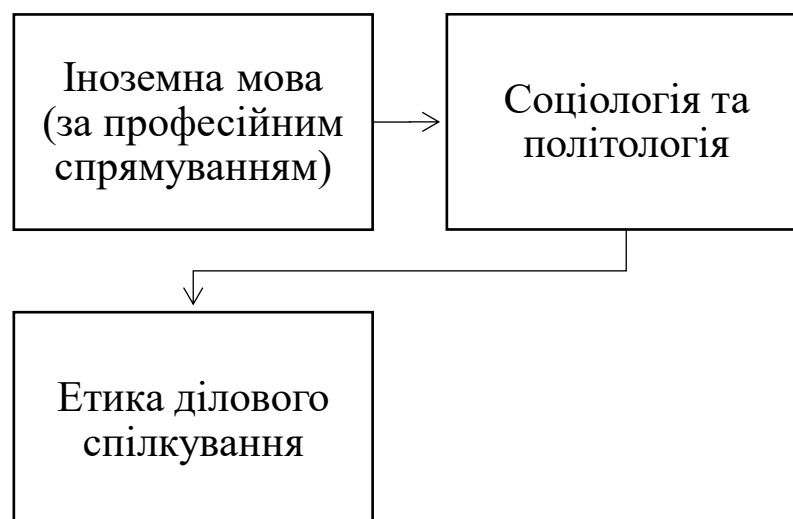 Іноземна мова
(за професійним
спрямуванням)
Соціологія та
політологія
Етика ділового
спілкування